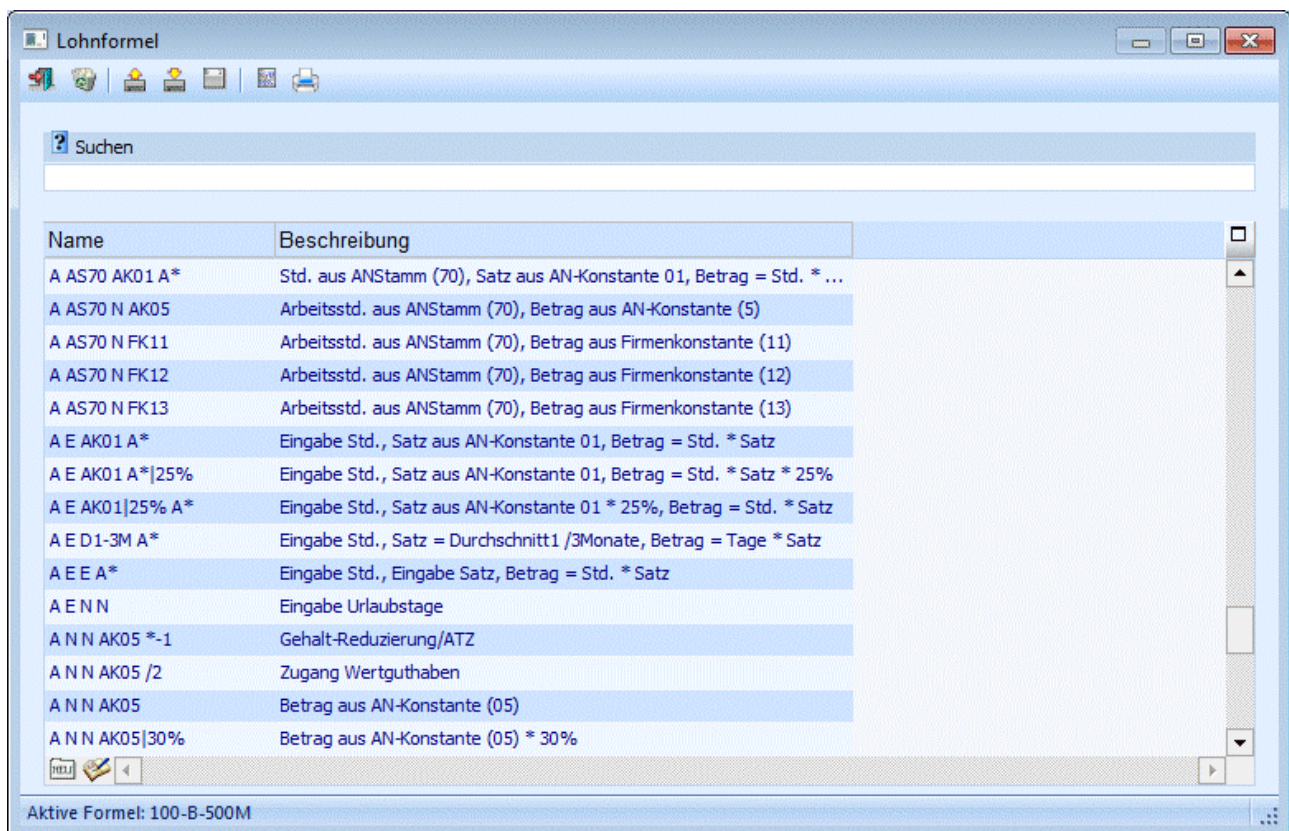 Lohnformel
Suchen
Name Beschreibung
A AS70 AK01 A* Std. aus ANStamm (70), Satz aus AN-Konstante 01, Betrag = Std. * ...
A AS70 N AK05 Arbeitsstd. aus ANStamm (70), Betrag aus AN-Konstante (5)
A AS70 N FK11 Arbeitsstd. aus ANStamm (70), Betrag aus Firmenkonstante (11)
A AS70 N FK12 Arbeitsstd. aus ANStamm (70), Betrag aus Firmenkonstante (12)
A AS70 N FK13 Arbeitsstd. aus ANStamm (70), Betrag aus Firmenkonstante (13)
A E AK01 A* Eingabe Std., Satz aus AN-Konstante 01, Betrag = Std. * Satz
A E AK01 A*|25% Eingabe Std., Satz aus AN-Konstante 01, Betrag = Std. * Satz * 25%
A E AK01|25% A* Eingabe Std., Satz aus AN-Konstante 01 * 25%, Betrag = Std. * Satz
A E D1-3M A* Eingabe Std., Satz = Durchschnitt1 /3Monate, Betrag = Tage * Satz
A E E A* Eingabe Std., Eingabe Satz, Betrag = Std. * Satz
A E N N Eingabe Urlaubstage
A N N AK05 *-1 Gehalt-Reduzierung/ATZ
A N N AK05 /2 Zugang Wertguthaben
A N N AK05 Betrag aus AN-Konstante (05)
A N N AK05|30% Betrag aus AN-Konstante (05) * 30%
NEU
Aktive Formel: 100-B-500M